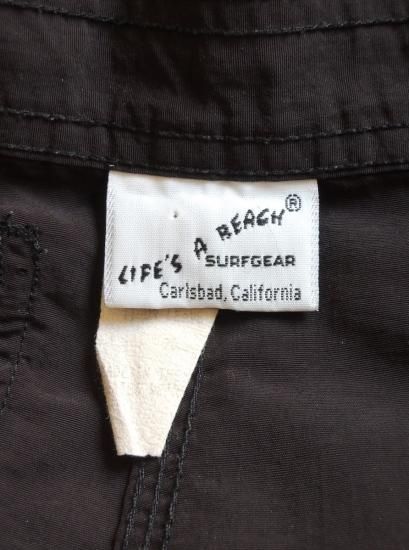 LIFE'S A BEACH®
SURFGEAR
Carlsbad, California